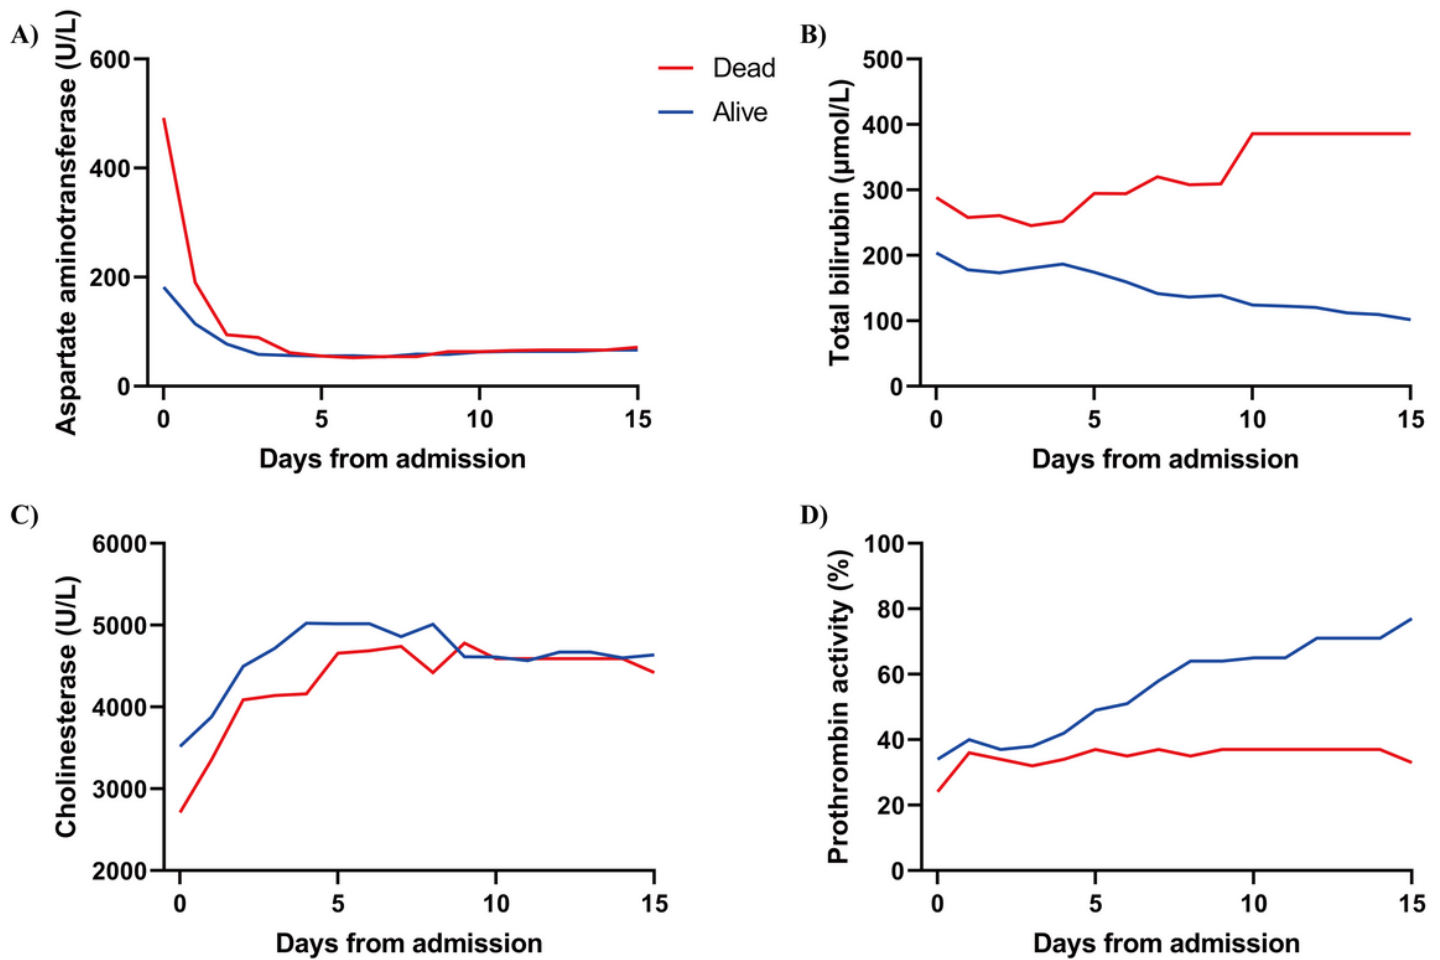 A)
Aspartate aminotransferase (U/L)
600
400
200
0
0 5 10 15
Days from admission
Dead
Alive
B)
Total bilirubin (µmol/L)
500
400
300
200
100
0
0 5 10 15
Days from admission
C)
Cholinesterase (U/L)
6000
5000
4000
3000
2000
0 5 10 15
Days from admission
D)
Prothrombin activity (%)
100
80
60
40
20
0
0 5 10 15
Days from admission